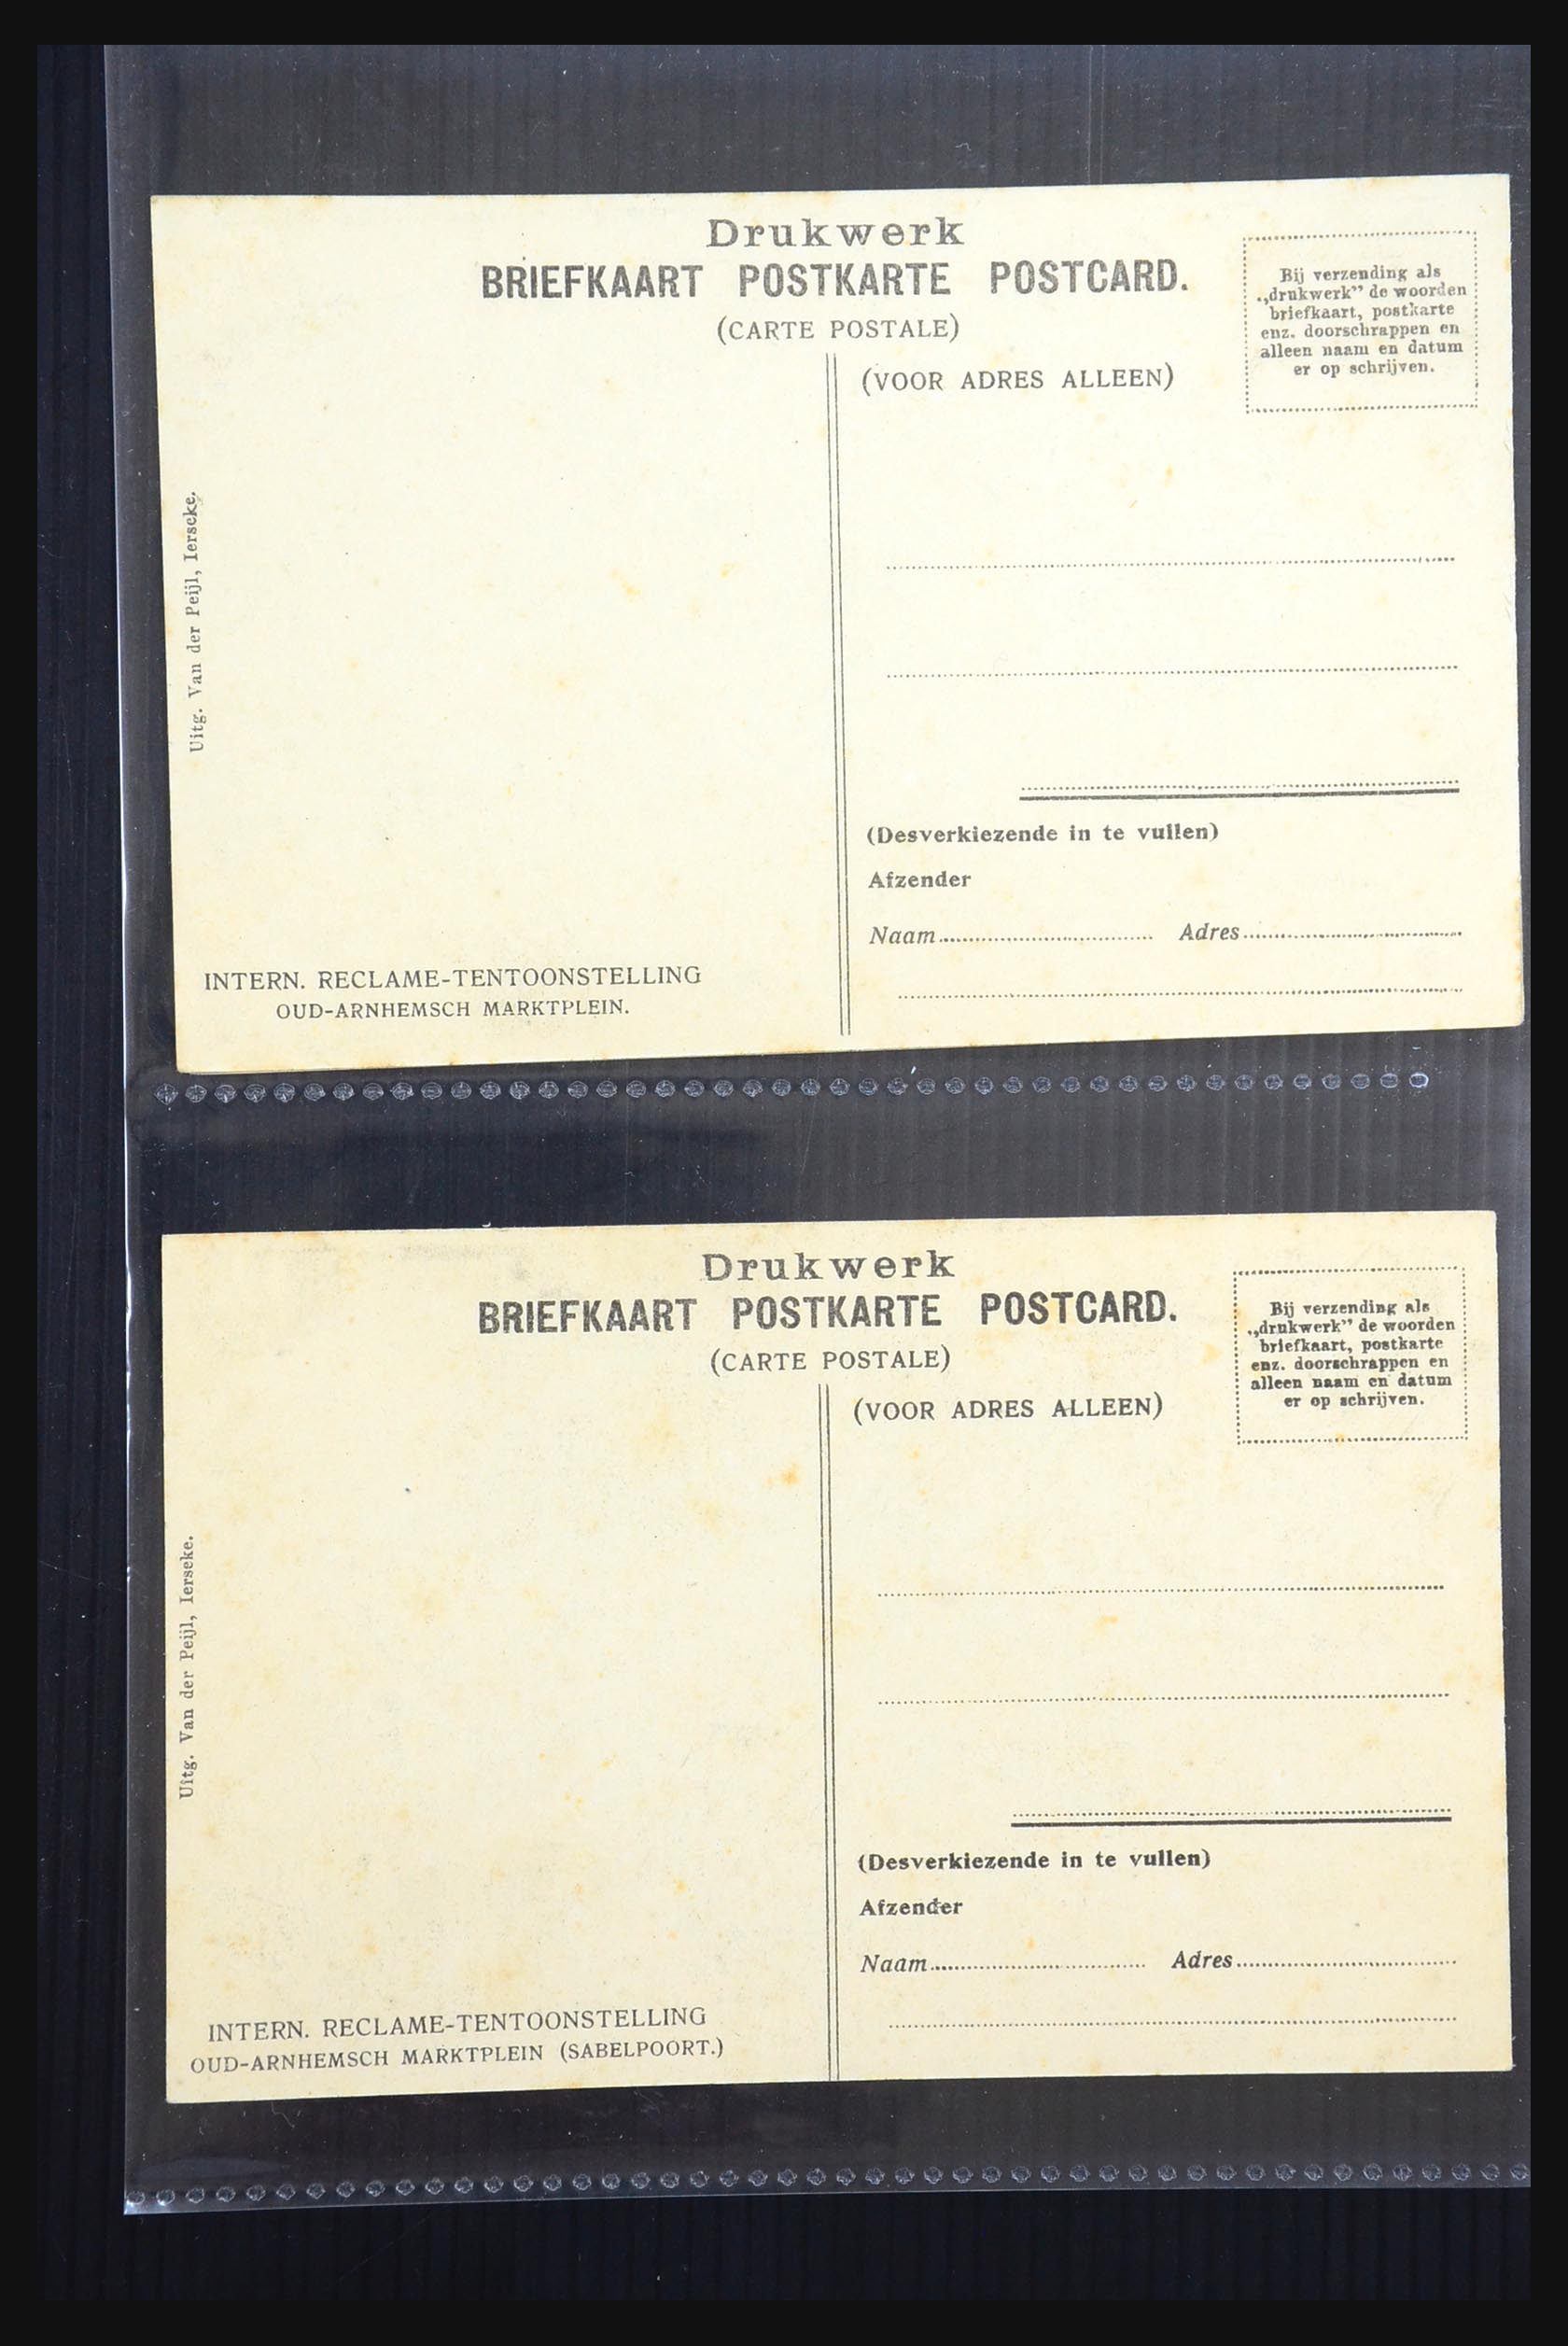 Drukwerk
BRIEFKAART POSTKARTE POSTCARD.
(CARTE POSTALE)
(VOOR ADRES ALLEEN)
Bij verzending als
„drukwerk” de woorden
briefkaart, postkarte
enz. doorschrappen en
alleen naam en datum
er op schrijven.
Uitg. Van der Peijl, Ierseke.
(Desverkiezende in te vullen)
Afzender
Naam Adres
INTERN. RECLAME-TENTOONSTELLING
OUD-ARNHEMSCH MARKTPLEIN.
Drukwerk
BRIEFKAART POSTKARTE POSTCARD.
(CARTE POSTALE)
(VOOR ADRES ALLEEN)
Bij verzending als
„drukwerk” de woorden
briefkaart, postkarte
enz. doorschrappen en
alleen naam en datum
er op schrijven.
Uitg. Van der Peijl, Ierseke.
(Desverkiezende in te vullen)
Afzender
Naam Adres
INTERN. RECLAME-TENTOONSTELLING
OUD-ARNHEMSCH MARKTPLEIN (SABELPOORT.)